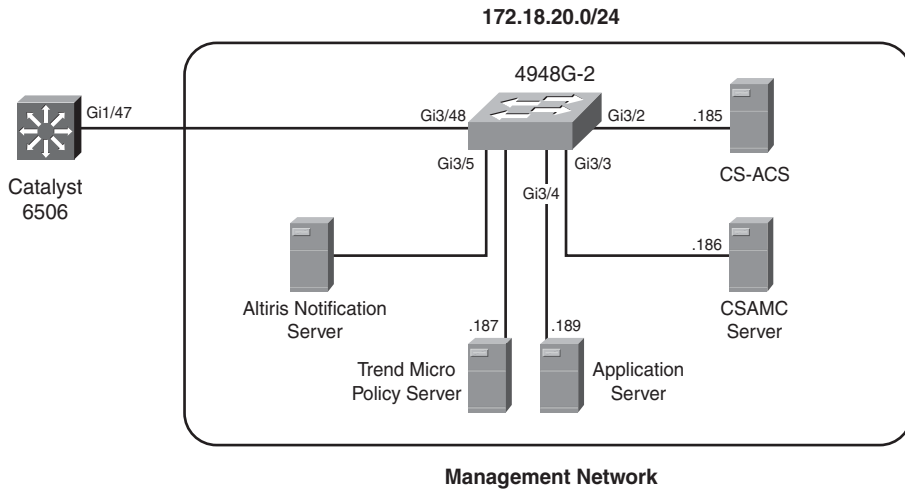 172.18.20.0/24
4948G-2
Gi1/47
Gi3/48
Gi3/2
.185
Gi3/5
Gi3/3
Gi3/4
Catalyst
6506
CS-ACS
.186
Altiris Notification
Server
CSAMC
Server
.187
.189
Trend Micro
Policy Server
Application
Server
Management Network